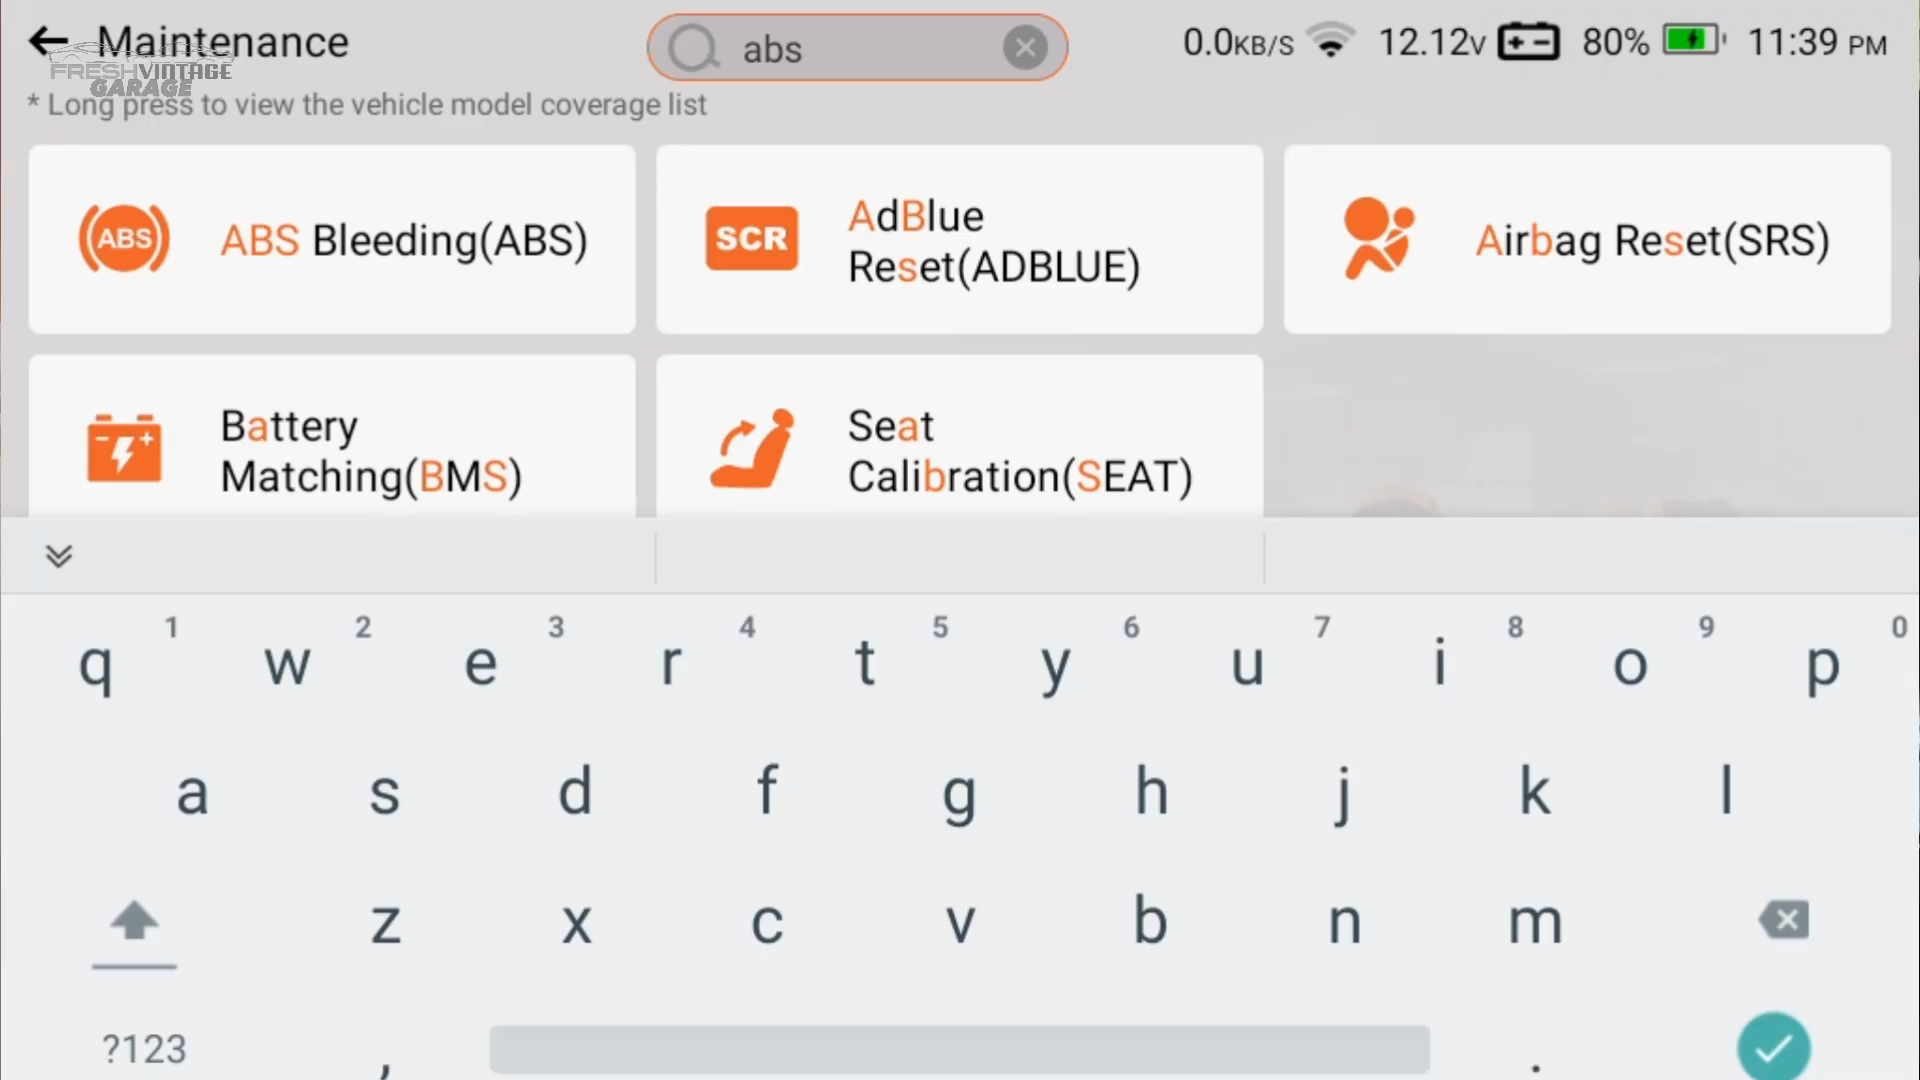 Maintenance
abs
0.0KB/S
12.12V
80%
11:39 PM
FRESHVINTAGE
GARAGE
* Long press to view the vehicle model coverage list
ABS
ABS Bleeding(ABS)
SCR
AdBlue
Reset(ADBLUE)
Airbag Reset(SRS)
Battery
Matching(BMS)
Seat
Calibration(SEAT)
1 2 3 4 5 6 7 8 9 0
q w e r t y u i o p
a s d f g h j k l
z x c v b n m
?123 , .